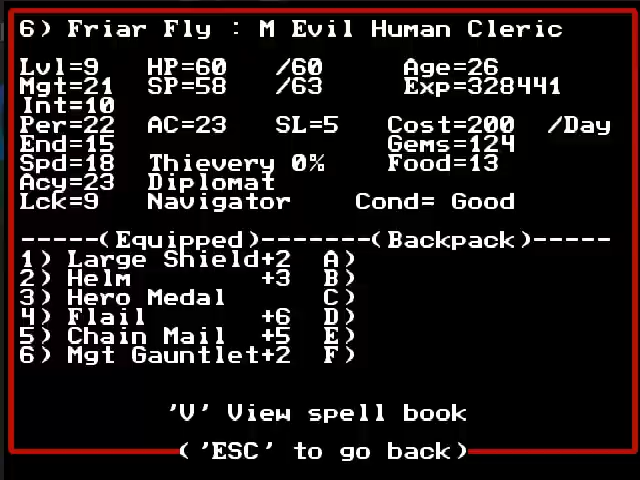 6) Friar Fly : M Evil Human Cleric
Lvl=9 HP=60 /60 Age=26
Mgt=21 SP=58 /63 Exp=328441
Int=10
Per=22 AC=23 SL=5 Cost=200 /Day
End=15 Gems=124
Spd=18 Thievery 0% Food=13
Acy=23 Diplomat
Lck=9 Navigator Cond= Good
-----(Equipped)-------(Backpack)-----
1) Large Shield+2 A)
2) Helm +3 B)
3) Hero Medal C)
4) Flail +6 D)
5) Chain Mail +5 E)
6) Mgt Gauntlet+2 F)
'V' View spell book
('ESC' to go back)